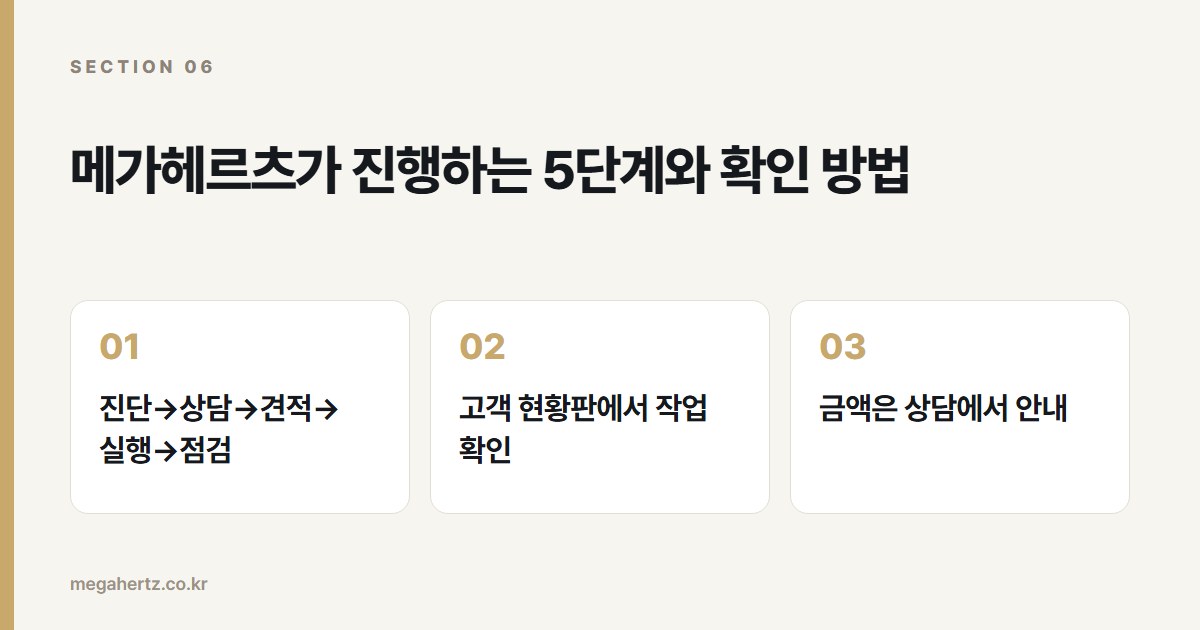 SECTION 06
메가헤르츠가 진행하는 5단계와 확인 방법
01
진단→상담→견적→
실행→점검
02
고객 현황판에서 작업
확인
03
금액은 상담에서 안내
megahertz.co.kr